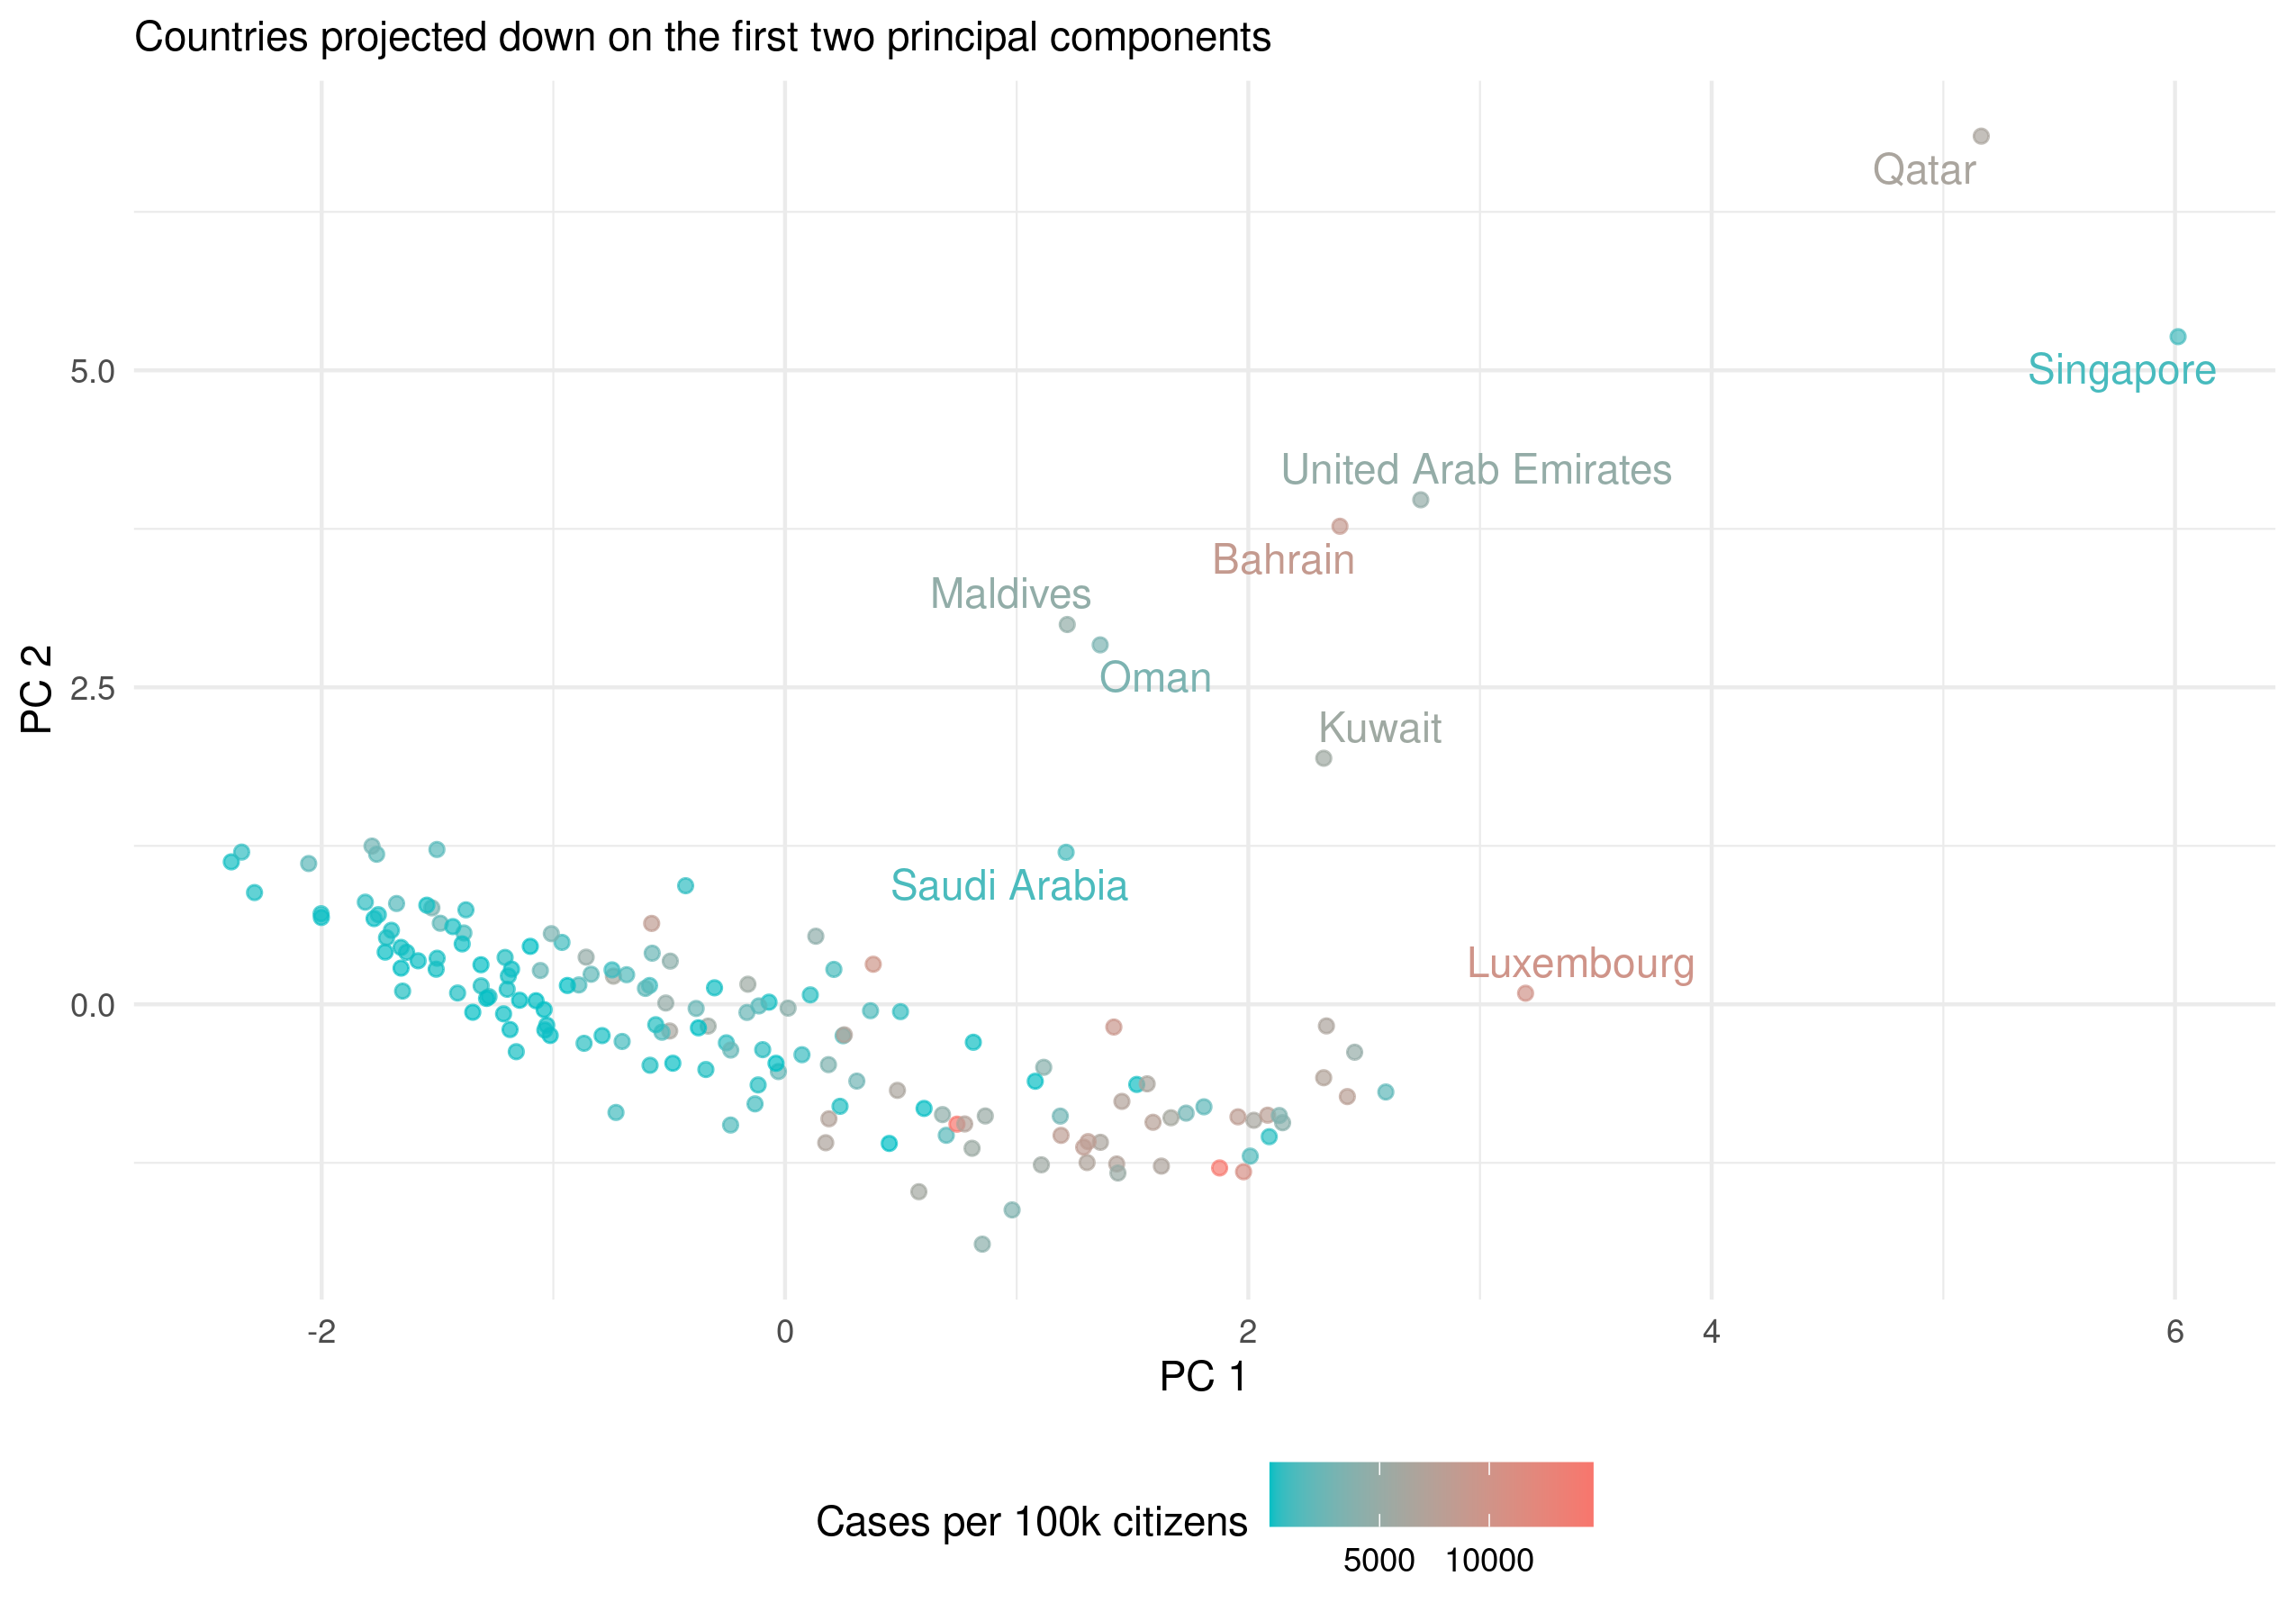 Countries projected down on the first two principal components
Qatar
Singapore
United Arab Emirates
Bahrain
Maldives
Oman
Kuwait
Saudi Arabia
Luxembourg
PC 2
5.0
2.5
0.0
-2 0 2 4 6
PC 1
Cases per 100k citizens
5000 10000